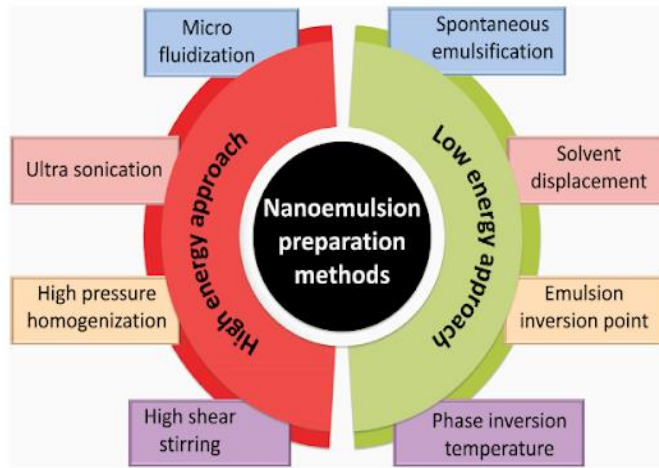 Micro
fluidization
Ultra sonication
High pressure
homogenization
High shear
stirring
High energy approach
Nanoemulsion
preparation
methods
Low energy approach
Spontaneous
emulsification
Solvent
displacement
Emulsion
inversion point
Phase inversion
temperature